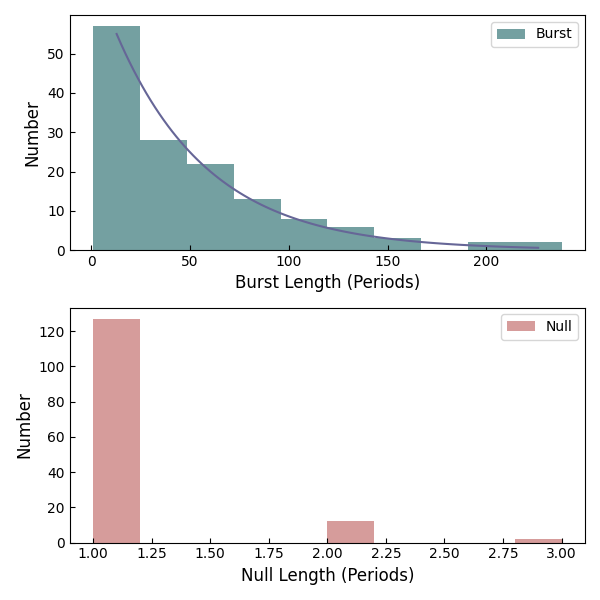 Burst
50
40
30
20
10
0
Number
0 50 100 150 200
Burst Length (Periods)
Null
120
100
80
60
40
20
0
Number
1.00 1.25 1.50 1.75 2.00 2.25 2.50 2.75 3.00
Null Length (Periods)